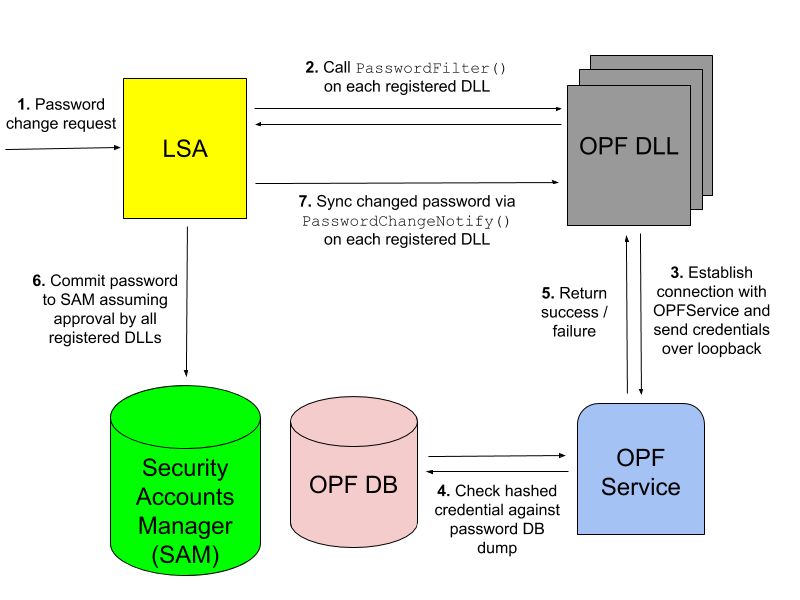 1. Password
change request
LSA
2. Call PasswordFilter()
on each registered DLL
OPF DLL
7. Sync changed password via
PasswordChangeNotify()
on each registered DLL
6. Commit password
to SAM assuming
approval by all
registered DLLs
5. Return
success /
failure
3. Establish
connection with
OPFService and
send credentials
over loopback
Security
Accounts
Manager
(SAM)
OPF DB
4. Check hashed
credential against
password DB
dump
OPF
Service